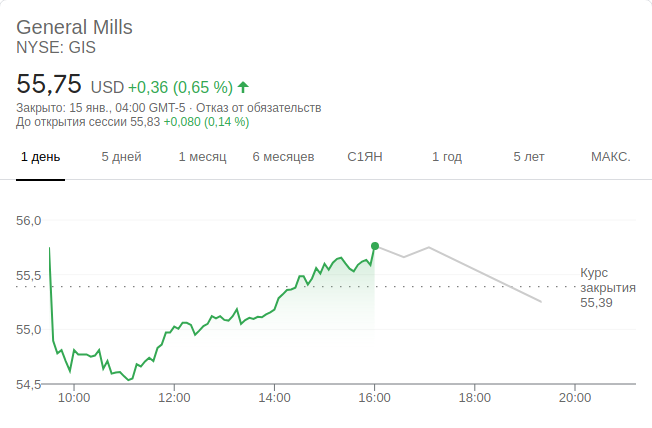 General Mills
NYSE: GIS
55,75 USD +0,36 (0,65 %)
Закрыто: 15 янв., 04:00 GMT-5 · Отказ от обязательств
До открытия сессии 55,83 +0,080 (0,14 %)
1 день 5 дней 1 месяц 6 месяцев С1ЯН 1 год 5 лет МАКС.
56,0
55,5
55,0
54,5
Курс
закрытия
55,39
10:00 12:00 14:00 16:00 18:00 20:00